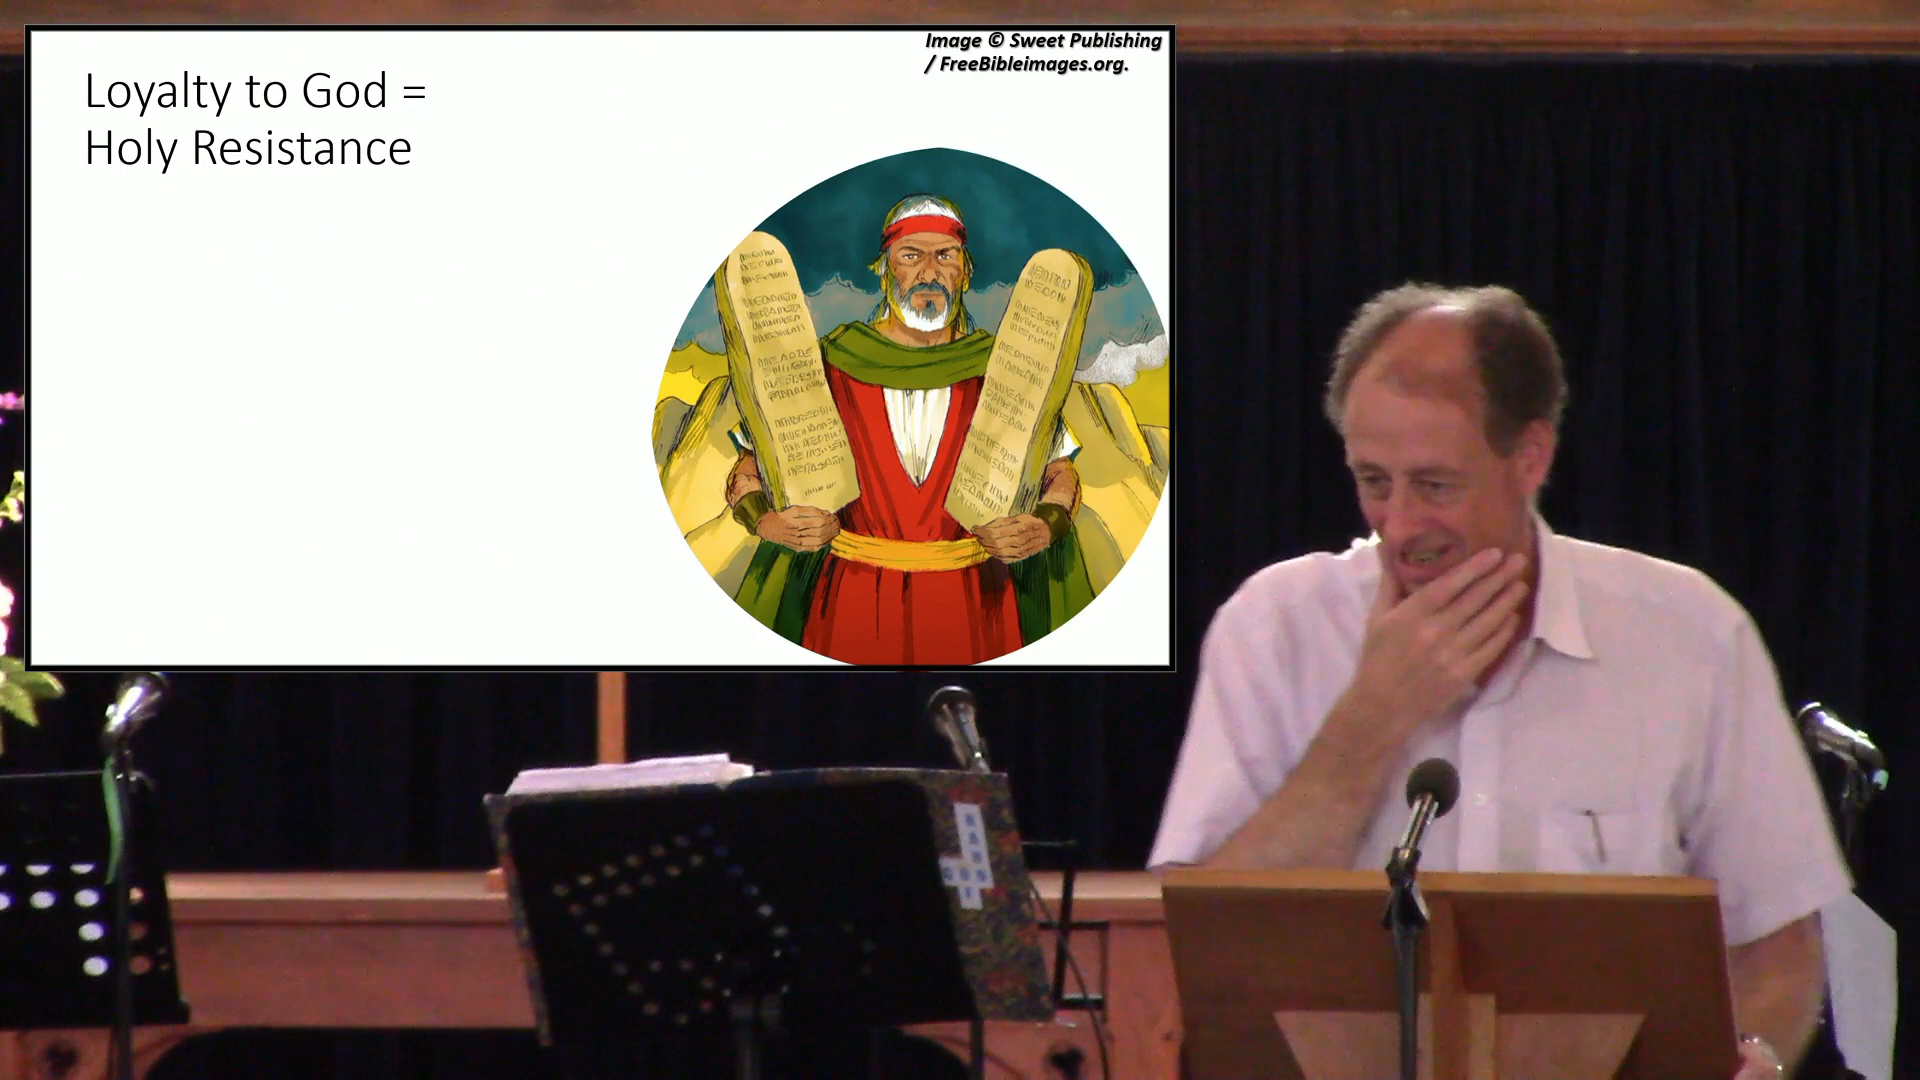 Image © Sweet Publishing
/ FreeBibleimages.org.
Loyalty to God =
Holy Resistance